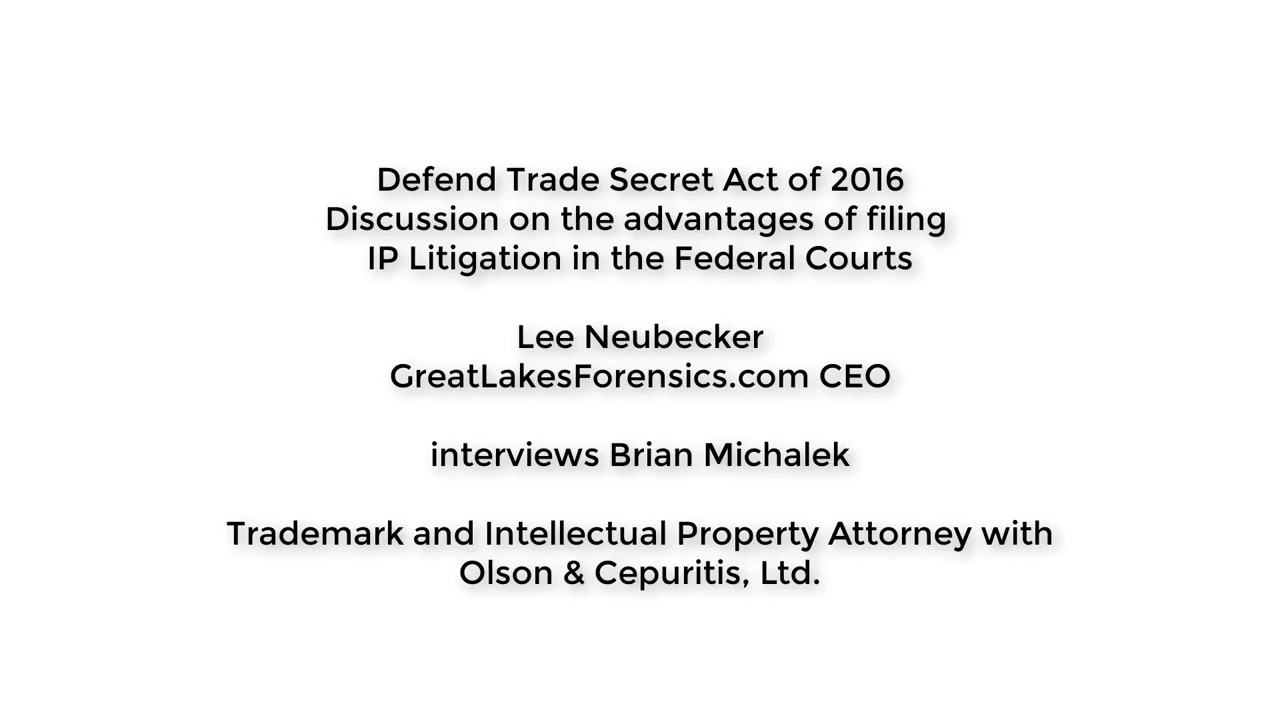 Defend Trade Secret Act of 2016
Discussion on the advantages of filing
IP Litigation in the Federal Courts
Lee Neubecker
GreatLakesForensics.com CEO
interviews Brian Michalek
Trademark and Intellectual Property Attorney with
Olson & Cepuritis, Ltd.